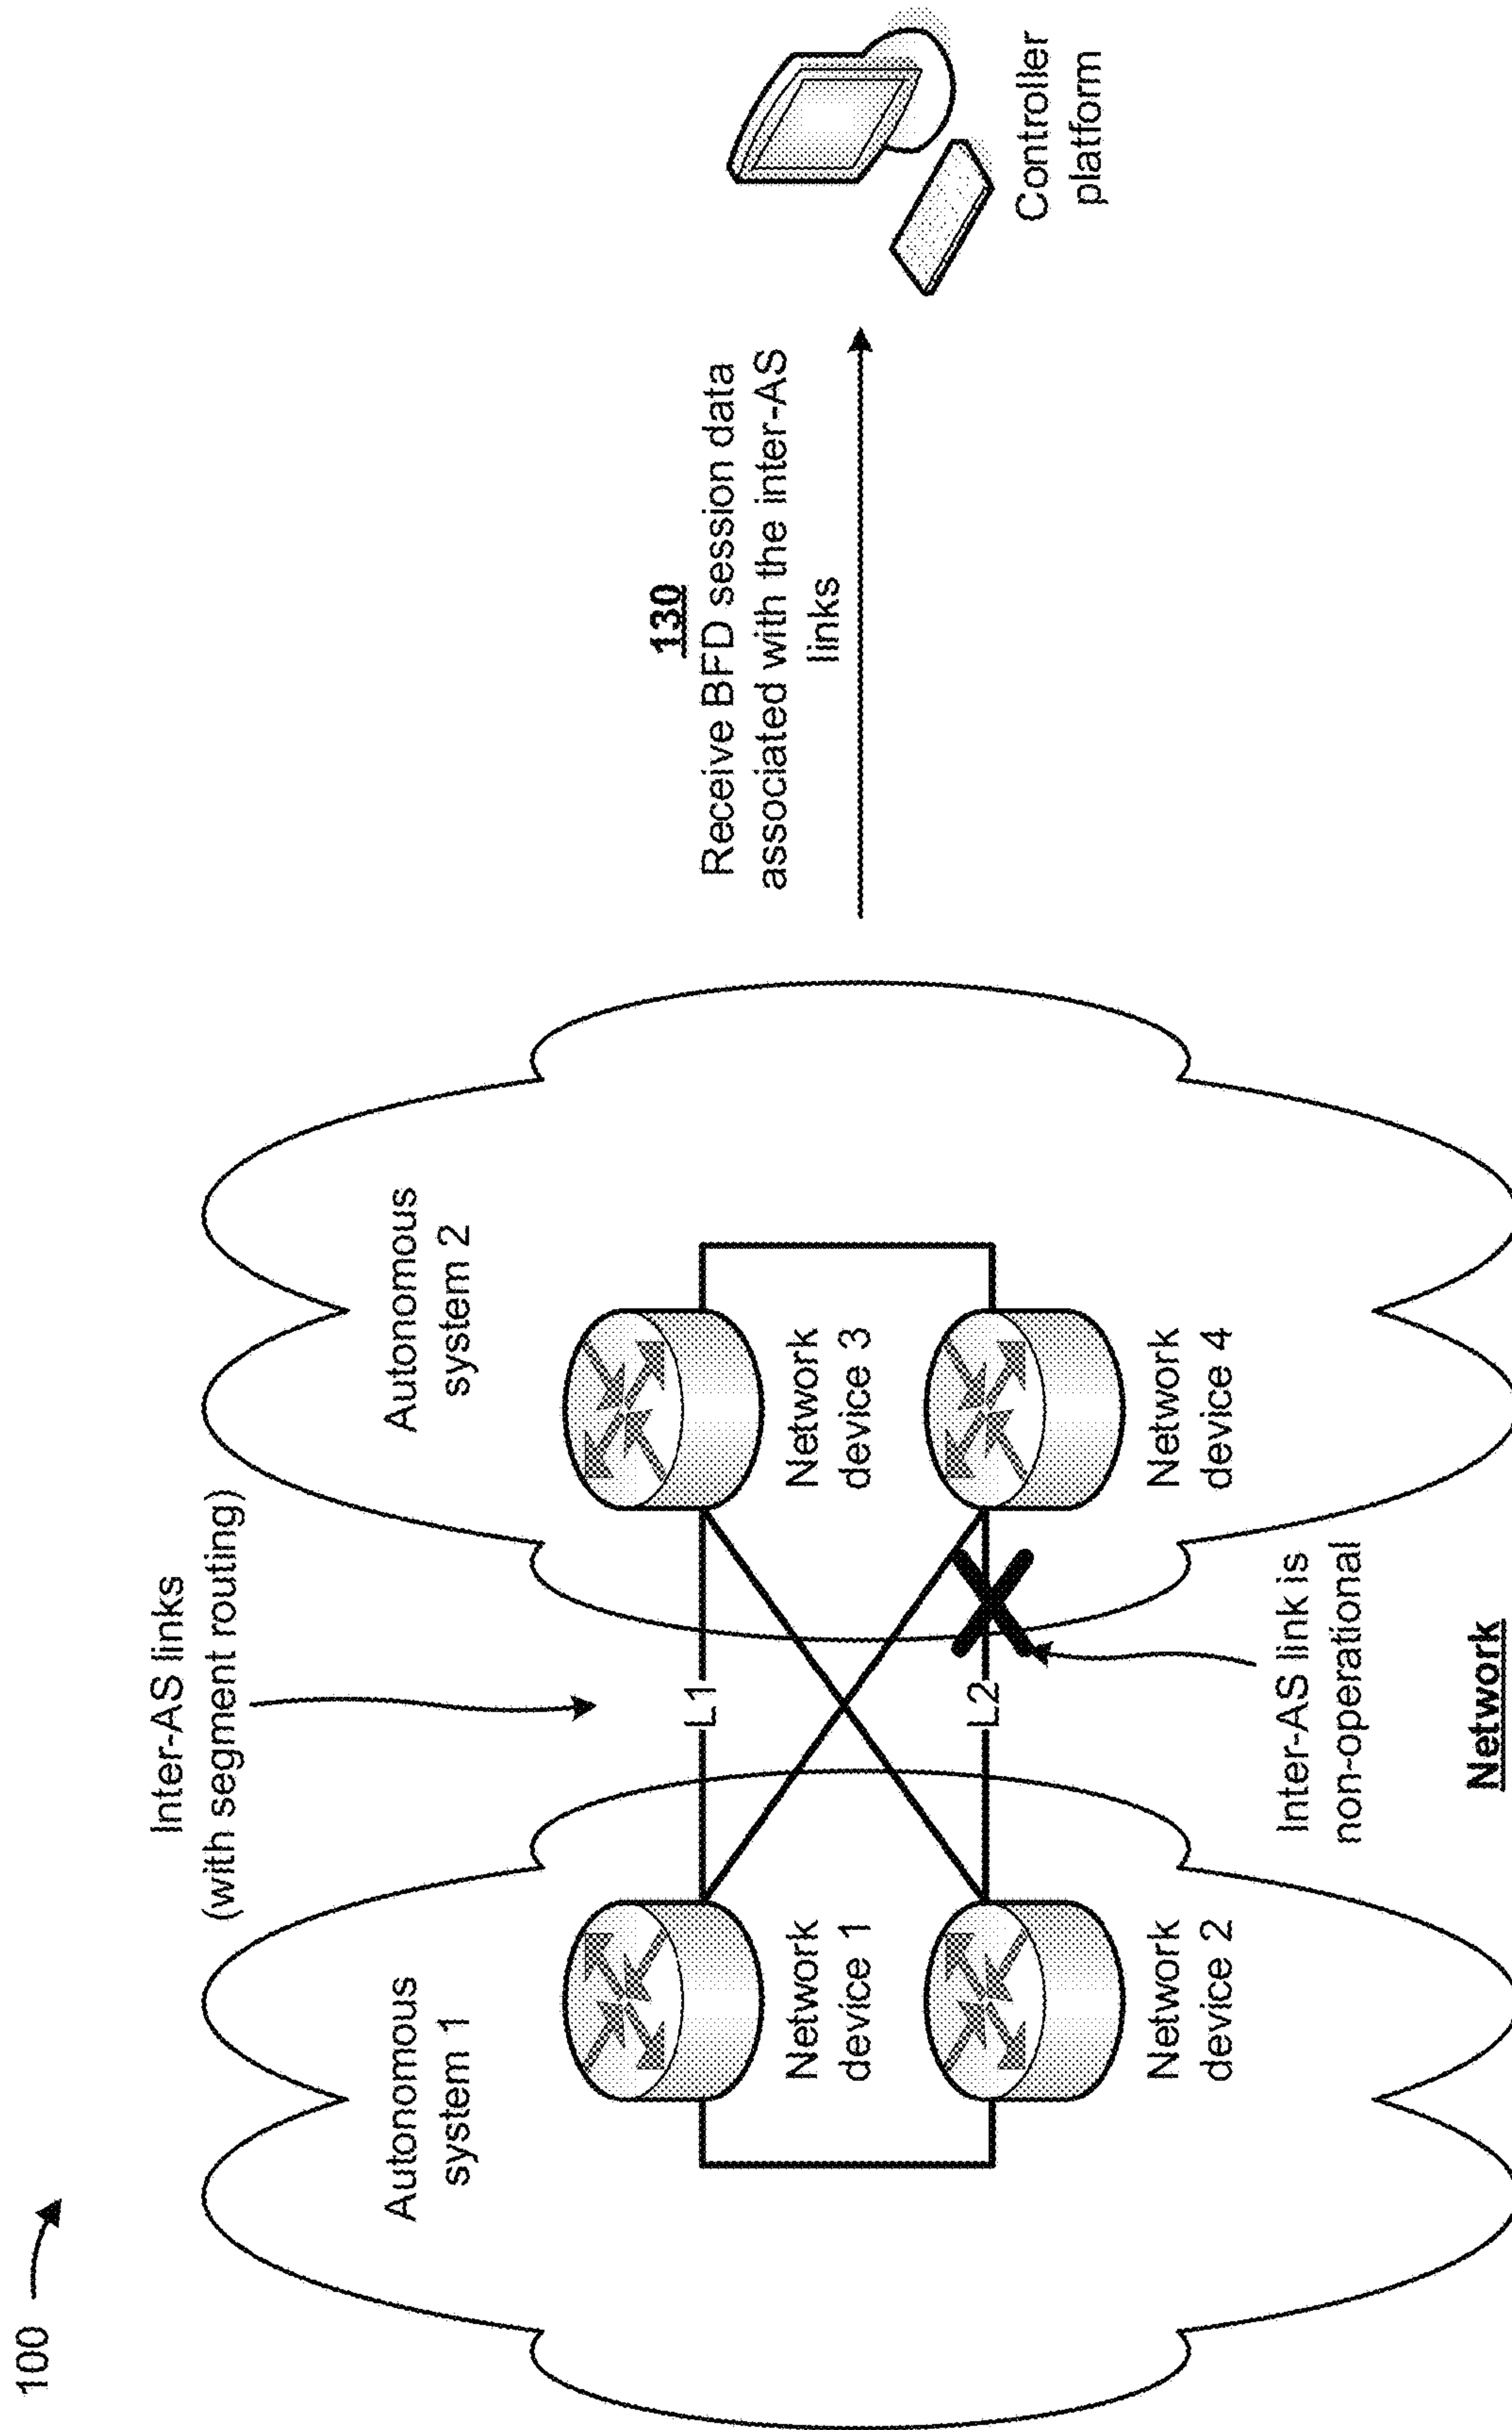 100
Inter-AS links
(with segment routing)
Autonomous
system 1
Autonomous
system 2
L1
Network
device 1
Network
device 3
L2
Network
device 2
Network
device 4
Inter-AS link is
non-operational
Network
130
Receive BFD session data
associated with the inter-AS
links
Controller
platform